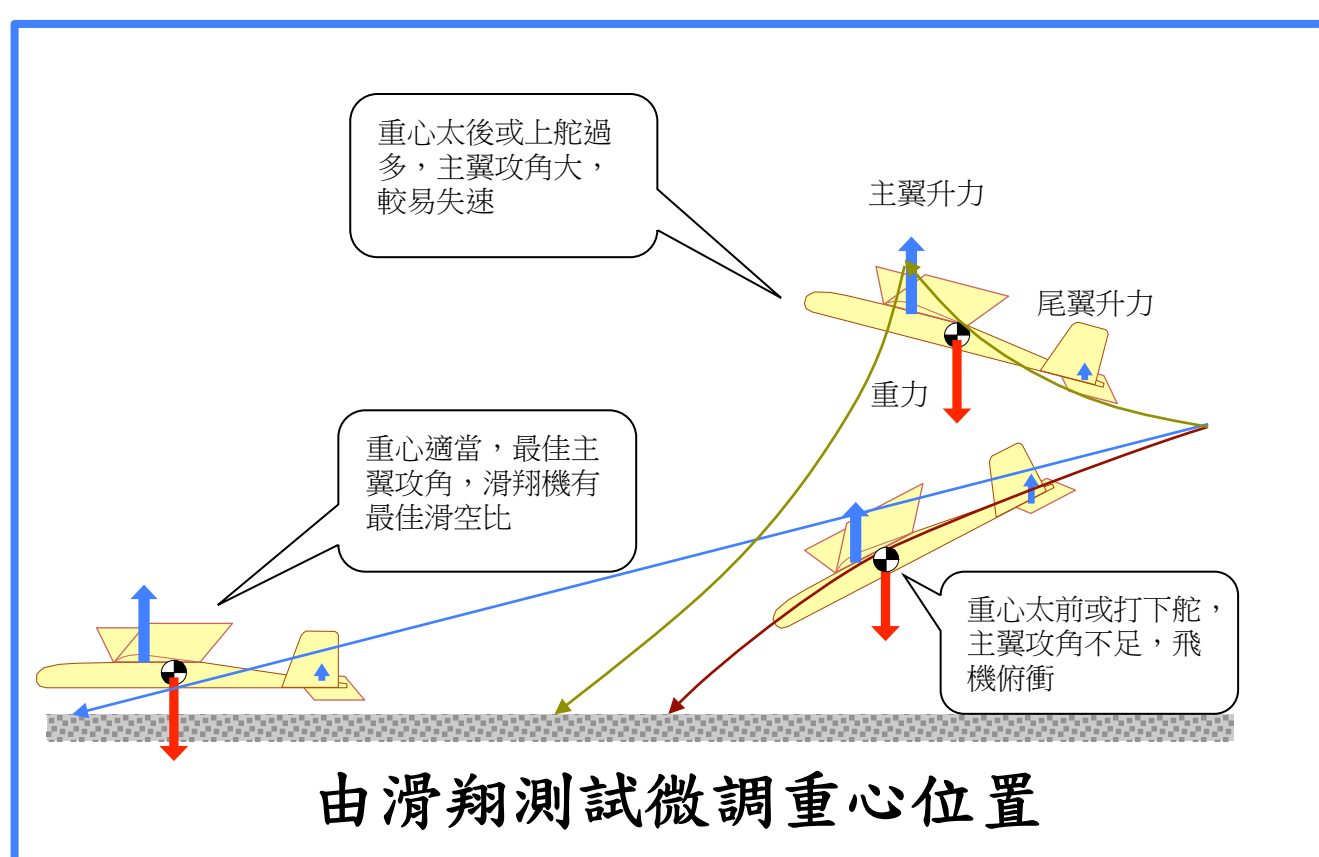 重心太後或上舵過
多，主翼攻角大，
較易失速
主翼升力
尾翼升力
重力
重心適當，最佳主
翼攻角，滑翔機有
最佳滑空比
重心太前或打下舵，
主翼攻角不足，飛
機俯衝
由滑翔測試微調重心位置